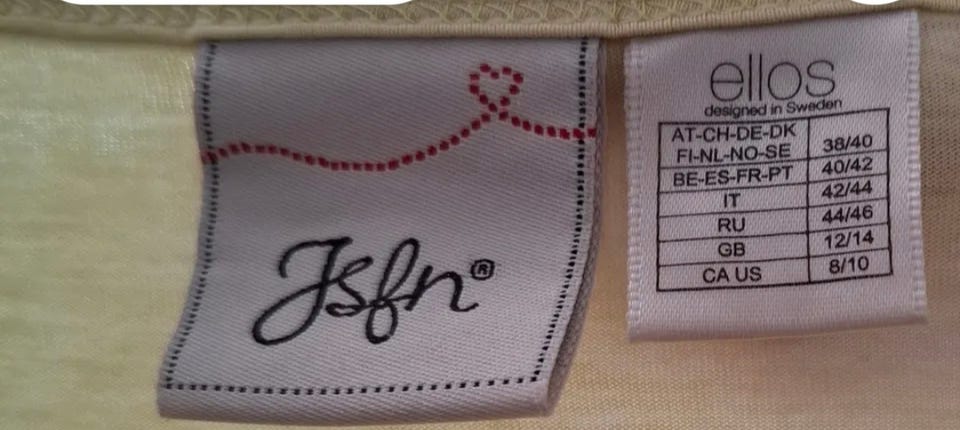 Jsfn®
ellos
designed in Sweden
AT-CH-DE-DK
FI-NL-NO-SE 38/40
BE-ES-FR-PT 40/42
IT 42/44
RU 44/46
GB 12/14
CA US 8/10